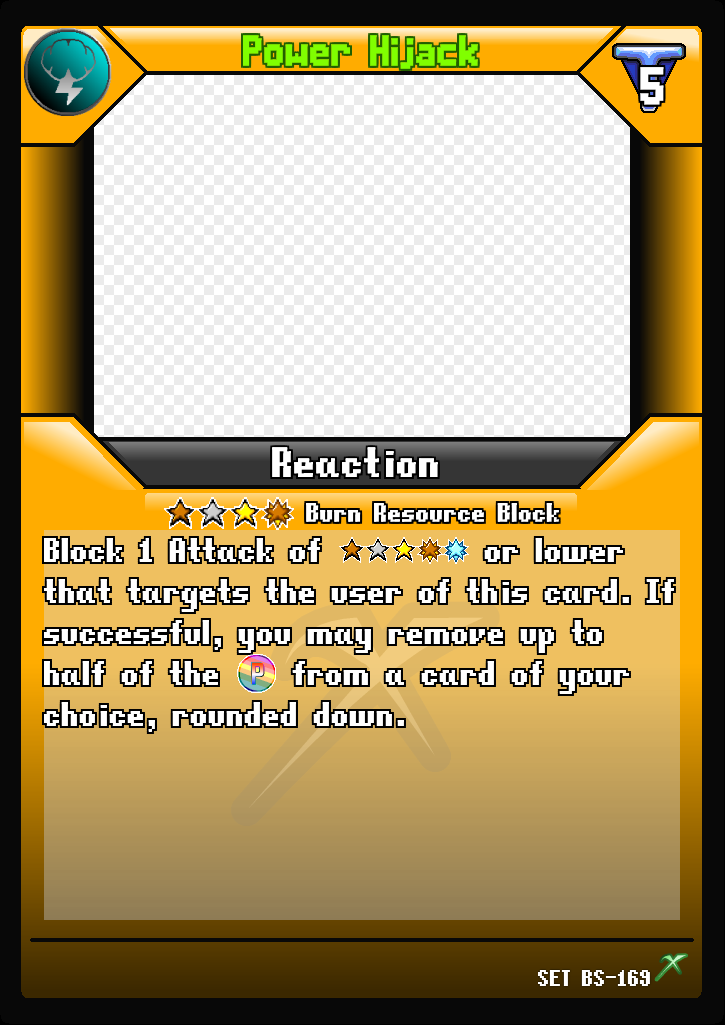 Power Hijack
5
Reaction
Burn Resource Block
Block 1 Attack of or lower
that targets the user of this card. If
successful, you may remove up to
half of the P from a card of your
choice, rounded down.
SET BS-169